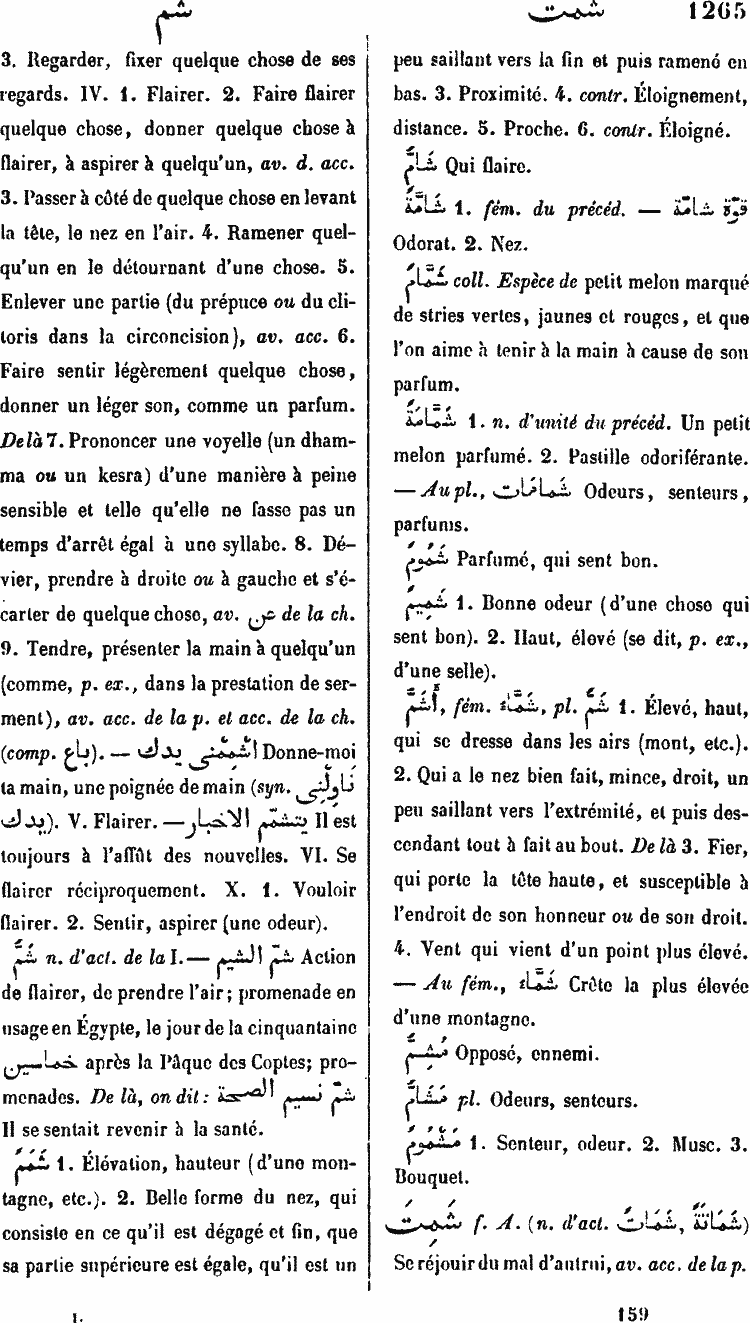 شم
شمت 1265
3. Regarder, fixer quelque chose de ses
regards. IV. 1. Flairer. 2. Faire flairer
quelque chose, donner quelque chose à
flairer, à aspirer à quelqu'un, av. d. acc.
3. Passer à côté de quelque chose en levant
la tête, le nez en l'air. 4. Ramener quel-
qu'un en le détournant d'une chose. 5.
Enlever une partie (du prépuce ou du cli-
toris dans la circoncision), av. acc. 6.
Faire sentir légèrement quelque chose,
donner un léger son, comme un parfum.
De là 7. Prononcer une voyelle (un dham-
ma ou un kesra) d'une manière à peine
sensible et telle qu'elle ne fasse pas un
temps d'arrêt égal à une syllabe. 8. Dé-
vier, prendre à droite ou à gauche et s'é-
carter de quelque chose, av. عن de la ch.
9. Tendre, présenter la main à quelqu'un
(comme, p. ex., dans la prestation de ser-
ment), av. acc. de la p. et acc. de la ch.
(comp. بَاعَ). — اَشْمِمْنِى يدك Donne-moi
ta main, une poignée de main (syn. نَاوِلْنِى
يدك). V. Flairer. — يتشمّم الاخبار Il est
toujours à l'affût des nouvelles. VI. Se
flairer réciproquement. X. 1. Vouloir
flairer. 2. Sentir, aspirer (une odeur).
شَمٌّ n. d'act. de la I. — شمّ النسيم Action
de flairer, de prendre l'air; promenade en
usage en Égypte, le jour de la cinquantaine
خماسين après la Pâque des Coptes; pro-
menades. De là, on dit: شمّ نسيم الصحة
Il se sentait revenir à la santé.
شَمَمٌ 1. Élévation, hauteur (d'une mon-
tagne, etc.). 2. Belle forme du nez, qui
consiste en ce qu'il est dégagé et fin, que
sa partie supérieure est égale, qu'il est un
peu saillant vers la fin et puis ramené en
bas. 3. Proximité. 4. contr. Éloignement,
distance. 5. Proche. 6. contr. Éloigné.
شَامٌّ Qui flaire.
شَامَّةٌ 1. fém. du précéd. — قوّة شامّة
Odorat. 2. Nez.
شَمَّامٌ coll. Espèce de petit melon marqué
de stries vertes, jaunes et rouges, et que
l'on aime à tenir à la main à cause de son
parfum.
شَمَّامَةٌ 1. n. d'unité du précéd. Un petit
melon parfumé. 2. Pastille odoriférante.
— Au pl., شمامات Odeurs, senteurs,
parfums.
شَمُومٌ Parfumé, qui sent bon.
شَمِيمٌ 1. Bonne odeur (d'une chose qui
sent bon). 2. Haut, élevé (se dit, p. ex.,
d'une selle).
أَشَمُّ, fém. شَمَّاءُ, pl. شُمٌّ 1. Élevé, haut,
qui se dresse dans les airs (mont, etc.).
2. Qui a le nez bien fait, mince, droit, un
peu saillant vers l'extrémité, et puis des-
cendant tout à fait au bout. De là 3. Fier,
qui porte la tête haute, et susceptible à
l'endroit de son honneur ou de son droit.
4. Vent qui vient d'un point plus élevé.
— Au fém., شَمَّاءُ Crête la plus élevée
d'une montagne.
مُشِمٌّ Opposé, ennemi.
مَشَامُّ pl. Odeurs, senteurs.
مَشْمُومٌ 1. Senteur, odeur. 2. Musc. 3.
Bouquet.
شَمِتَ f. A. (n. d'act. شَمَاتٌ, شَمَاتَةٌ)
Se réjouir du mal d'autrui, av. acc. de la p.
I.
159